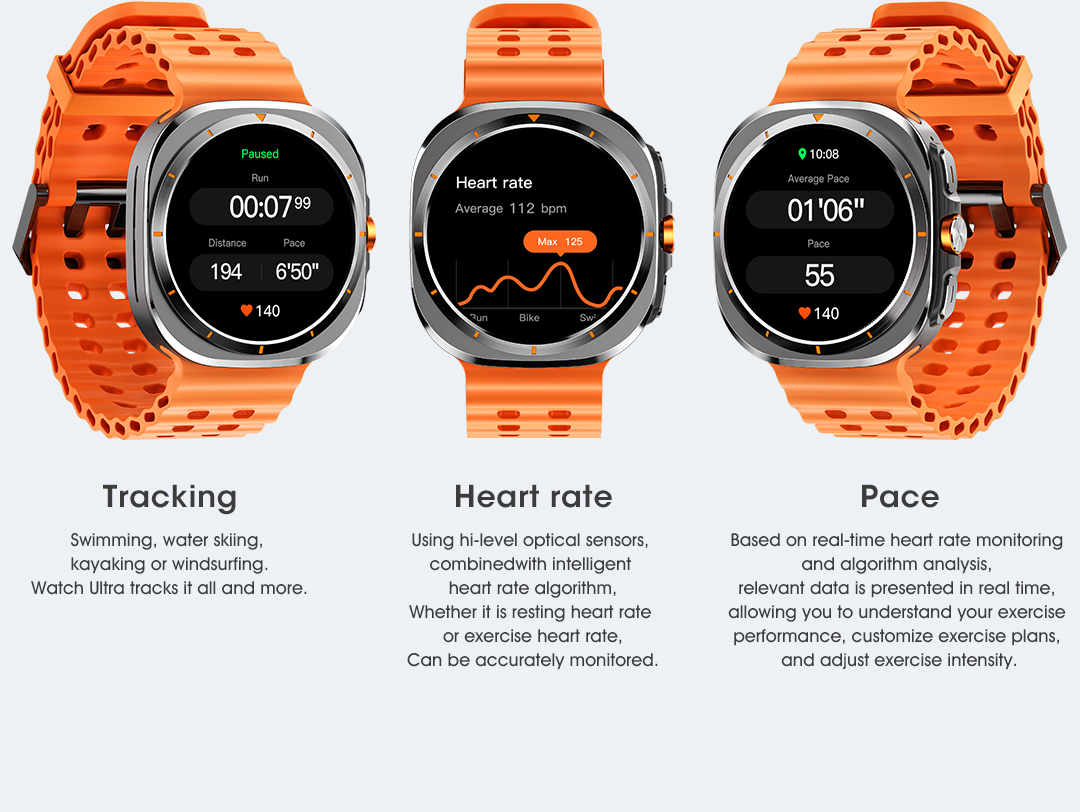 Paused
Run
00:07 99
Distance Pace
194 6'50"
140
Heart rate
Average 112 bpm
Max 125
Run Bike Swi
10:08
Average Pace
01'06"
Pace
55
140
Tracking
Swimming, water skiing,
kayaking or windsurfing.
Watch Ultra tracks it all and more.
Heart rate
Using hi-level optical sensors,
combinedwith intelligent
heart rate algorithm,
Whether it is resting heart rate
or exercise heart rate,
Can be accurately monitored.
Pace
Based on real-time heart rate monitoring
and algorithm analysis,
relevant data is presented in real time,
allowing you to understand your exercise
performance, customize exercise plans,
and adjust exercise intensity.